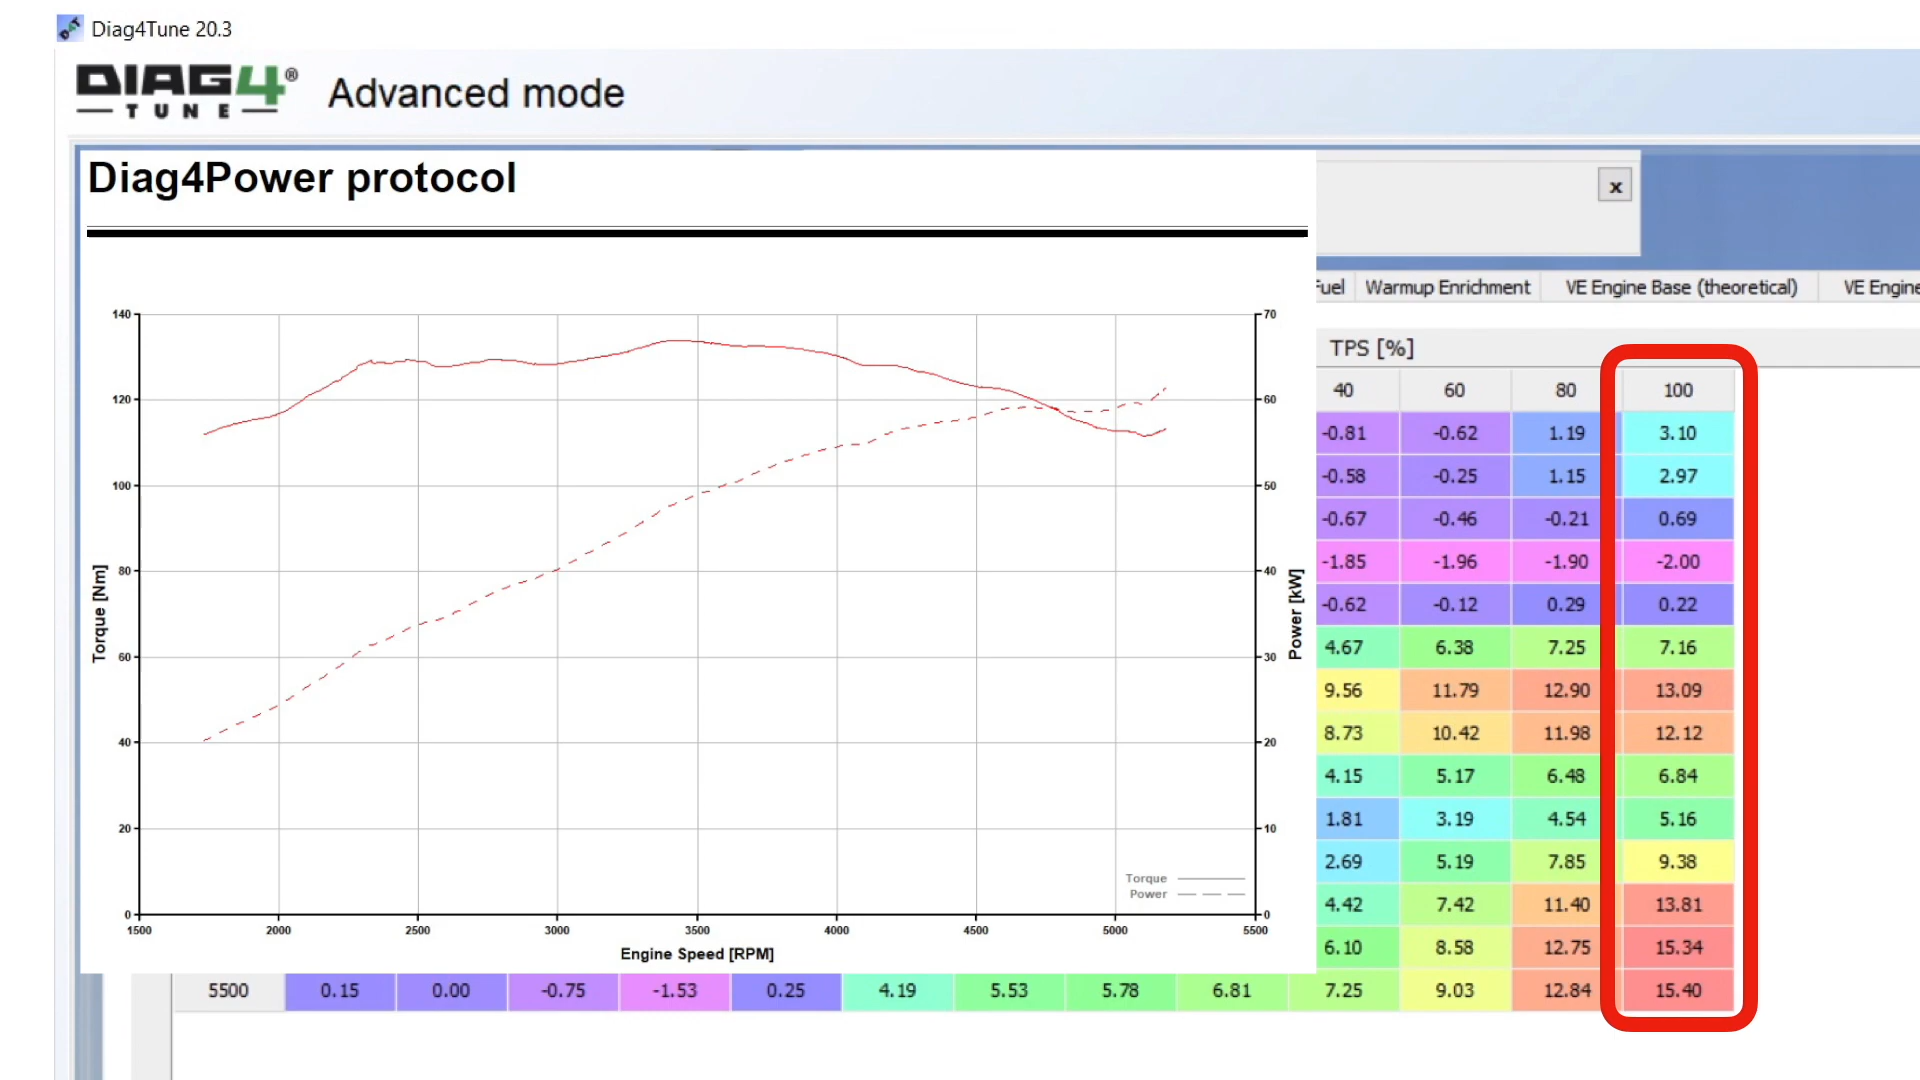 Diag4Tune 20.3
DIAG4®
TUNE
Advanced mode
Diag4Power protocol
x
Fuel
Warmup Enrichment
VE Engine Base (theoretical)
VE Engine
TPS [%]
40 60 80 100
-0.81 -0.62 1.19 3.10
-0.58 -0.25 1.15 2.97
-0.67 -0.46 -0.21 0.69
-1.85 -1.96 -1.90 -2.00
-0.62 -0.12 0.29 0.22
4.67 6.38 7.25 7.16
9.56 11.79 12.90 13.09
8.73 10.42 11.98 12.12
4.15 5.17 6.48 6.84
1.81 3.19 4.54 5.16
2.69 5.19 7.85 9.38
4.42 7.42 11.40 13.81
6.10 8.58 12.75 15.34
5500 0.15 0.00 -0.75 -1.53 0.25 4.19 5.53 5.78 6.81 7.25 9.03 12.84 15.40
140
120
100
80
60
40
20
0
Torque [Nm]
70
60
50
40
30
20
10
0
Power [kW]
Torque
Power
1500 2000 2500 3000 3500 4000 4500 5000 5500
Engine Speed [RPM]